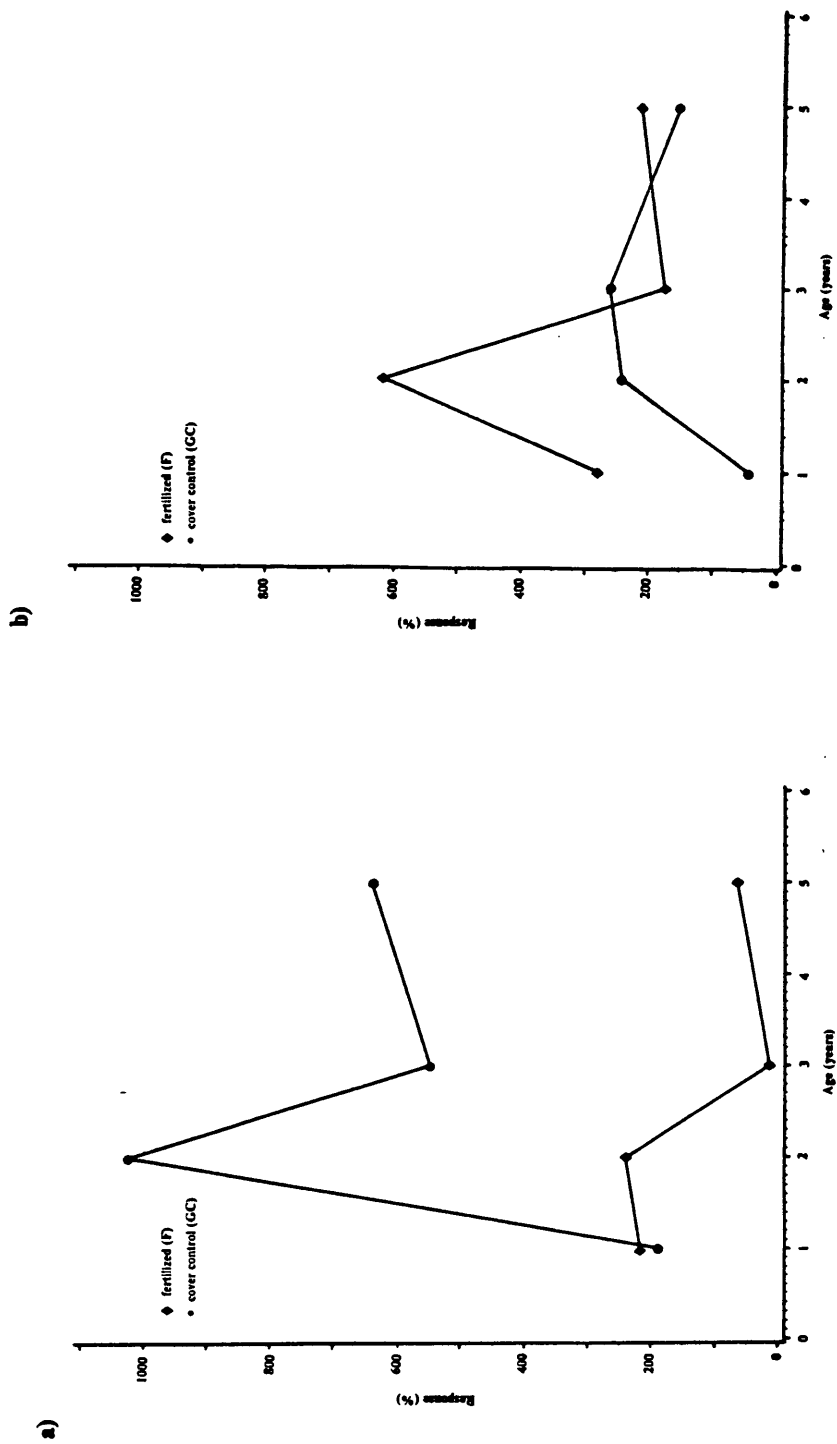 a)
Response (%)
1000
800
600
400
200
0
◆ fertilized (F)
• cover control (GC)
0 1 2 3 4 5 6
Age (years)
b)
Response (%)
1000
800
600
400
200
0
◆ fertilized (F)
• cover control (GC)
0 1 2 3 4 5 6
Age (years)